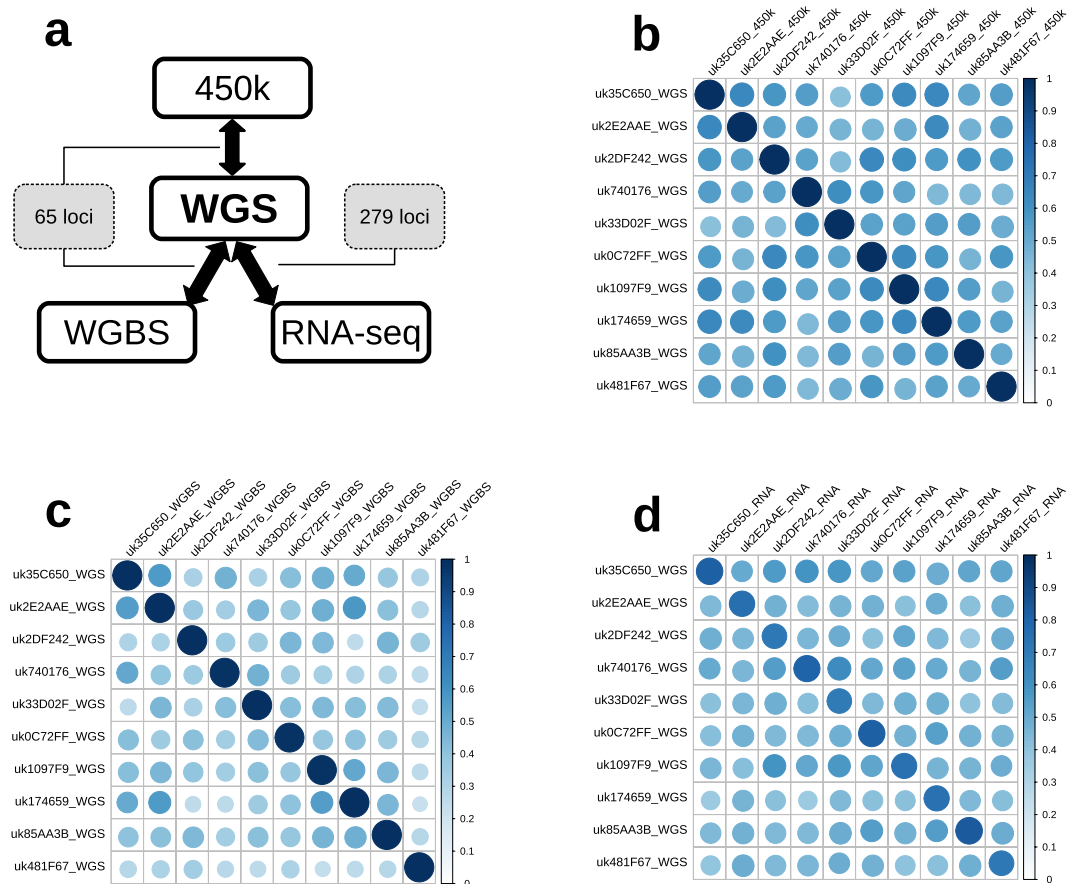 a
450k
65 loci
WGS
279 loci
WGBS
RNA-seq
b
uk35C650_450k
uk2E2AAE_450k
uk2DF242_450k
uk740176_450k
uk33D02F_450k
uk0C72FF_450k
uk1097F9_450k
uk174659_450k
uk85AA3B_450k
uk481F67_450k
uk35C650_WGS
uk2E2AAE_WGS
uk2DF242_WGS
uk740176_WGS
uk33D02F_WGS
uk0C72FF_WGS
uk1097F9_WGS
uk174659_WGS
uk85AA3B_WGS
uk481F67_WGS
1
0.9
0.8
0.7
0.6
0.5
0.4
0.3
0.2
0.1
0
c
uk35C650_WGBS
uk2E2AAE_WGBS
uk2DF242_WGBS
uk740176_WGBS
uk33D02F_WGBS
uk0C72FF_WGBS
uk1097F9_WGBS
uk174659_WGBS
uk85AA3B_WGBS
uk481F67_WGBS
uk35C650_WGS
uk2E2AAE_WGS
uk2DF242_WGS
uk740176_WGS
uk33D02F_WGS
uk0C72FF_WGS
uk1097F9_WGS
uk174659_WGS
uk85AA3B_WGS
uk481F67_WGS
1
0.9
0.8
0.7
0.6
0.5
0.4
0.3
0.2
0.1
0
d
uk35C650_RNA
uk2E2AAE_RNA
uk2DF242_RNA
uk740176_RNA
uk33D02F_RNA
uk0C72FF_RNA
uk1097F9_RNA
uk174659_RNA
uk85AA3B_RNA
uk481F67_RNA
uk35C650_WGS
uk2E2AAE_WGS
uk2DF242_WGS
uk740176_WGS
uk33D02F_WGS
uk0C72FF_WGS
uk1097F9_WGS
uk174659_WGS
uk85AA3B_WGS
uk481F67_WGS
1
0.9
0.8
0.7
0.6
0.5
0.4
0.3
0.2
0.1
0